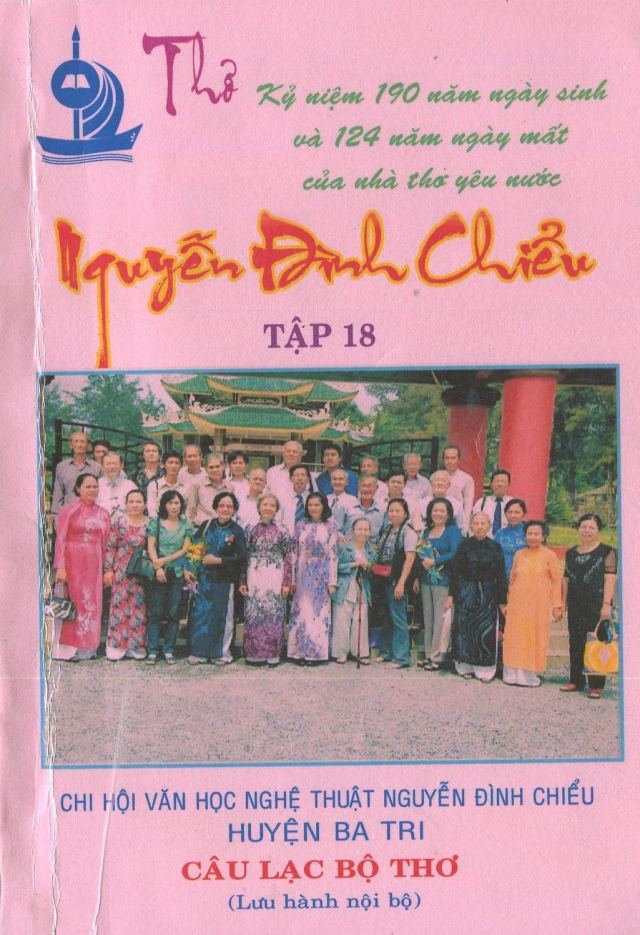 Thơ
Kỷ niệm 190 năm ngày sinh
và 124 năm ngày mất
của nhà thơ yêu nước
Nguyễn Đình Chiểu
TẬP 18
CHI HỘI VĂN HỌC NGHỆ THUẬT NGUYỄN ĐÌNH CHIỂU
HUYỆN BA TRI
CÂU LẠC BỘ THƠ
(Lưu hành nội bộ)